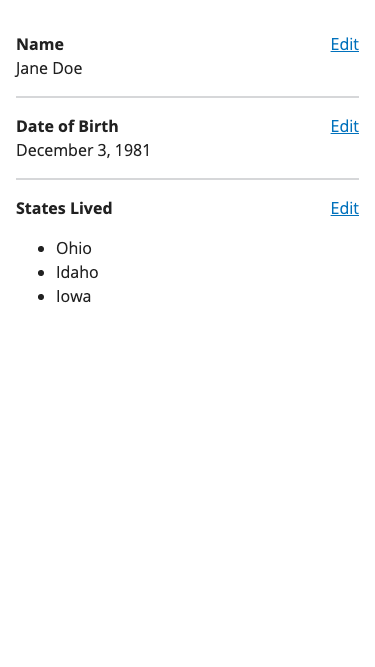 Name Edit
Jane Doe
Date of Birth Edit
December 3, 1981
States Lived Edit
• Ohio
• Idaho
• Iowa